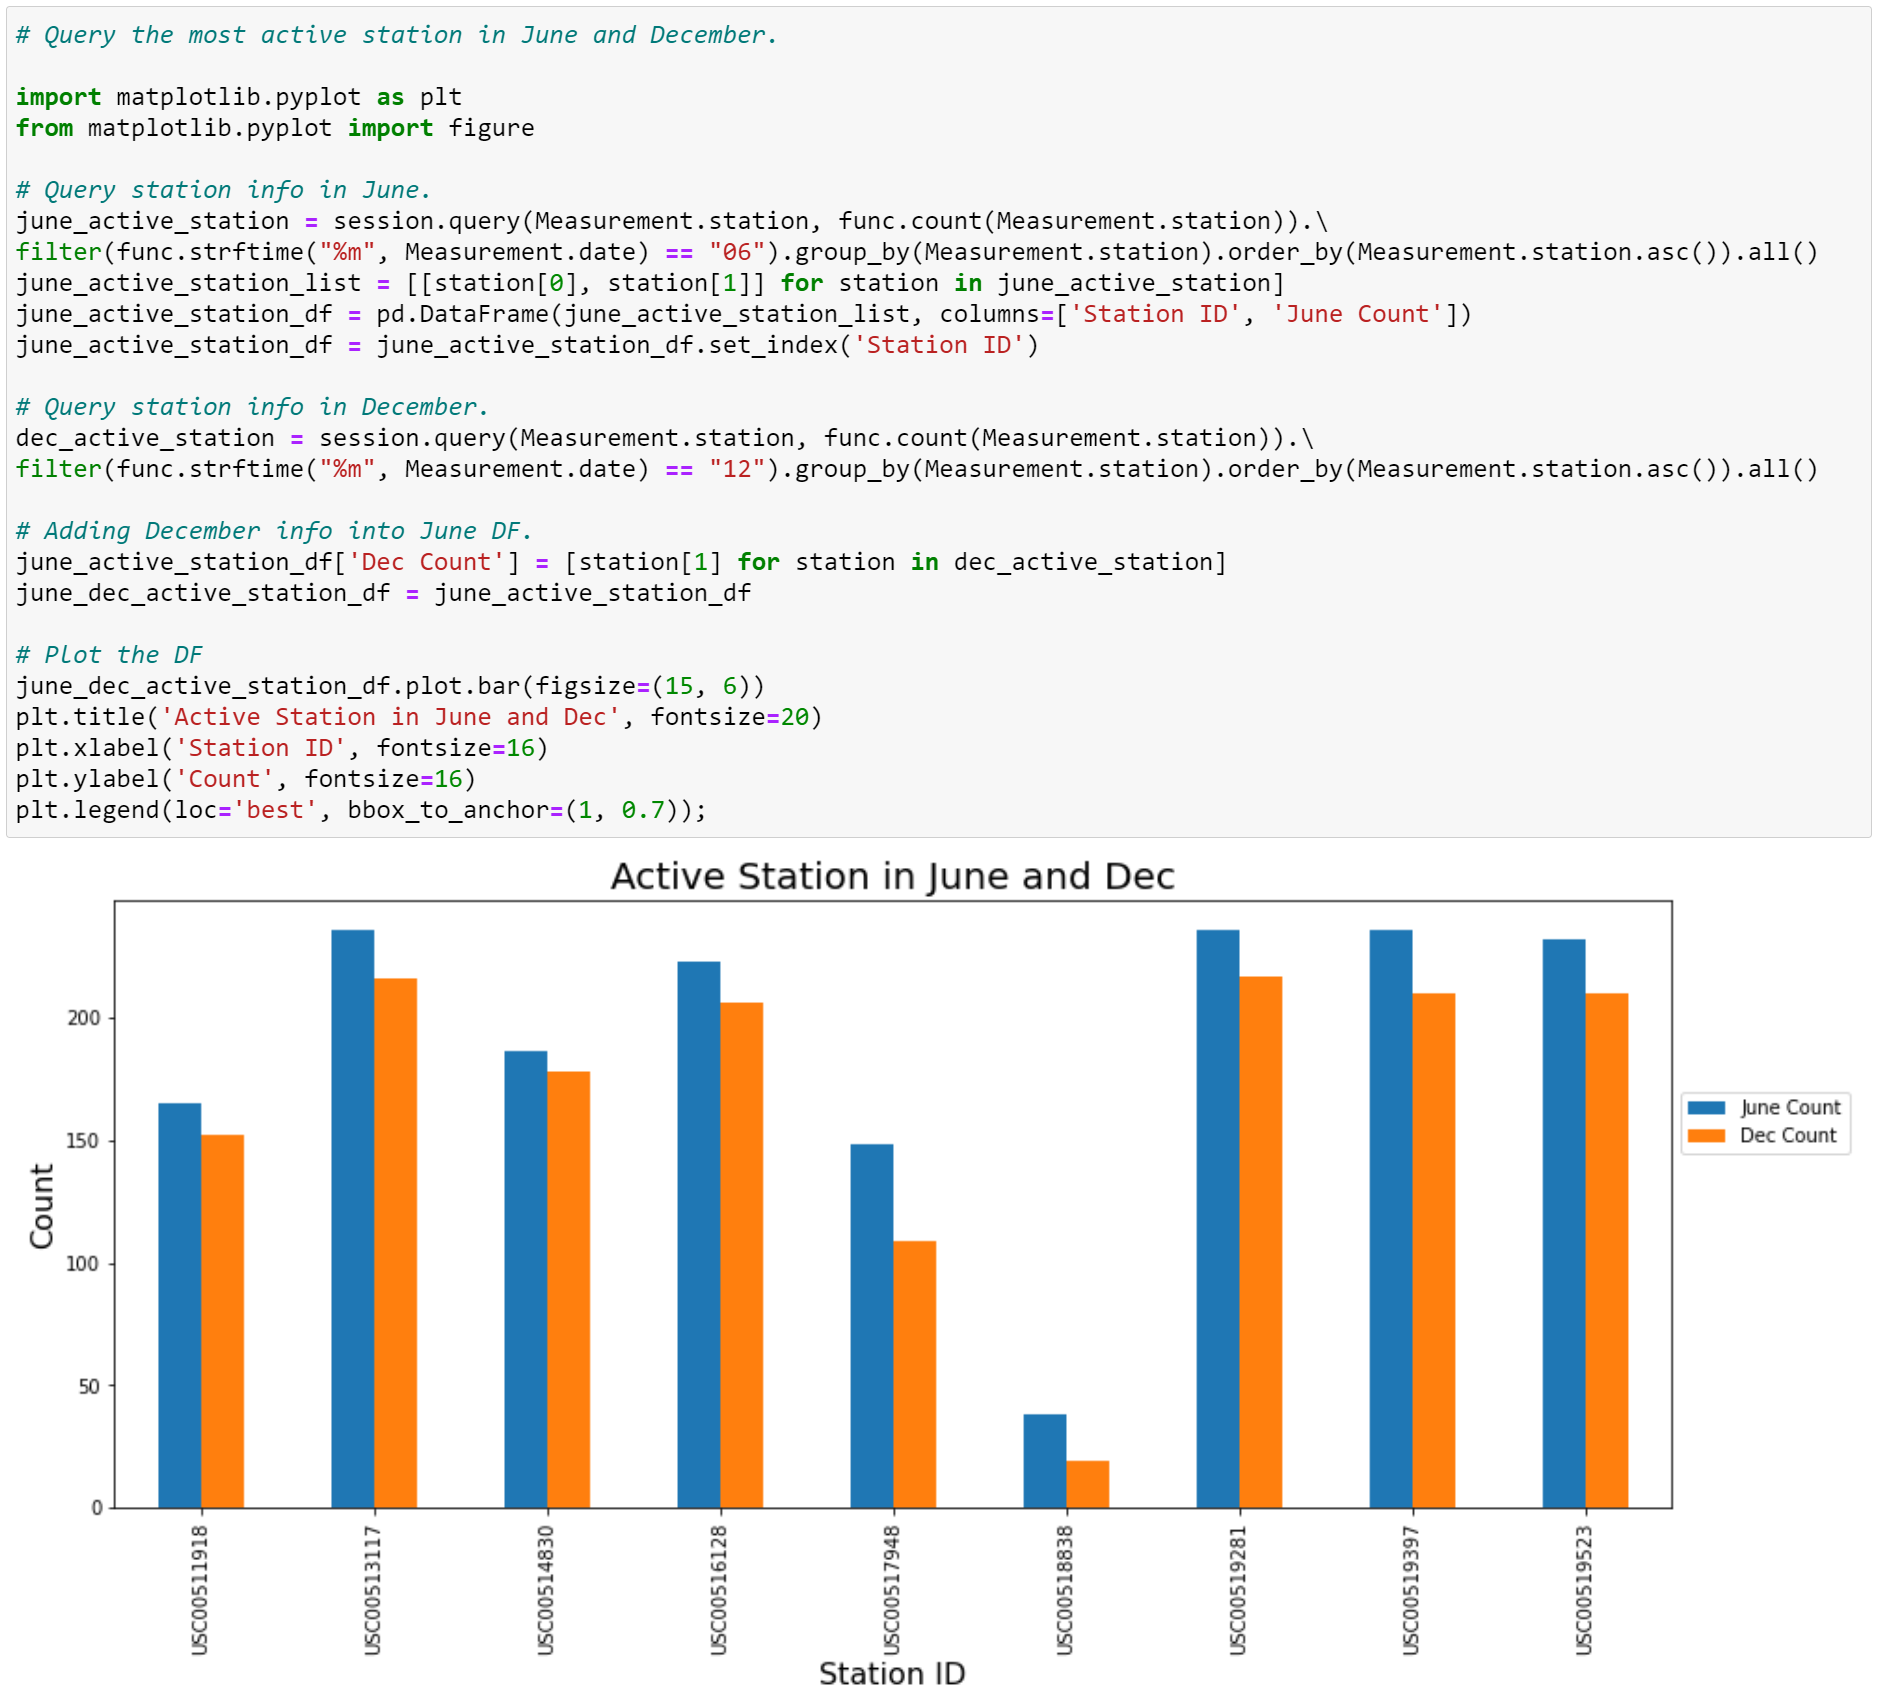 # Query the most active station in June and December.
import matplotlib.pyplot as plt
from matplotlib.pyplot import figure
# Query station info in June.
june_active_station = session.query(Measurement.station, func.count(Measurement.station)).\
filter(func.strftime("%m", Measurement.date) == "06").group_by(Measurement.station).order_by(Measurement.station.asc()).all()
june_active_station_list = [[station[0], station[1]] for station in june_active_station]
june_active_station_df = pd.DataFrame(june_active_station_list, columns=['Station ID', 'June Count'])
june_active_station_df = june_active_station_df.set_index('Station ID')
# Query station info in December.
dec_active_station = session.query(Measurement.station, func.count(Measurement.station)).\
filter(func.strftime("%m", Measurement.date) == "12").group_by(Measurement.station).order_by(Measurement.station.asc()).all()
# Adding December info into June DF.
june_active_station_df['Dec Count'] = [station[1] for station in dec_active_station]
june_dec_active_station_df = june_active_station_df
# Plot the DF
june_dec_active_station_df.plot.bar(figsize=(15, 6))
plt.title('Active Station in June and Dec', fontsize=20)
plt.xlabel('Station ID', fontsize=16)
plt.ylabel('Count', fontsize=16)
plt.legend(loc='best', bbox_to_anchor=(1, 0.7));
Active Station in June and Dec
200
150
100
50
0
Count
June Count
Dec Count
USC00511918
USC00513117
USC00514830
USC00516128
USC00517948
USC00518838
USC00519281
USC00519397
USC00519523
Station ID